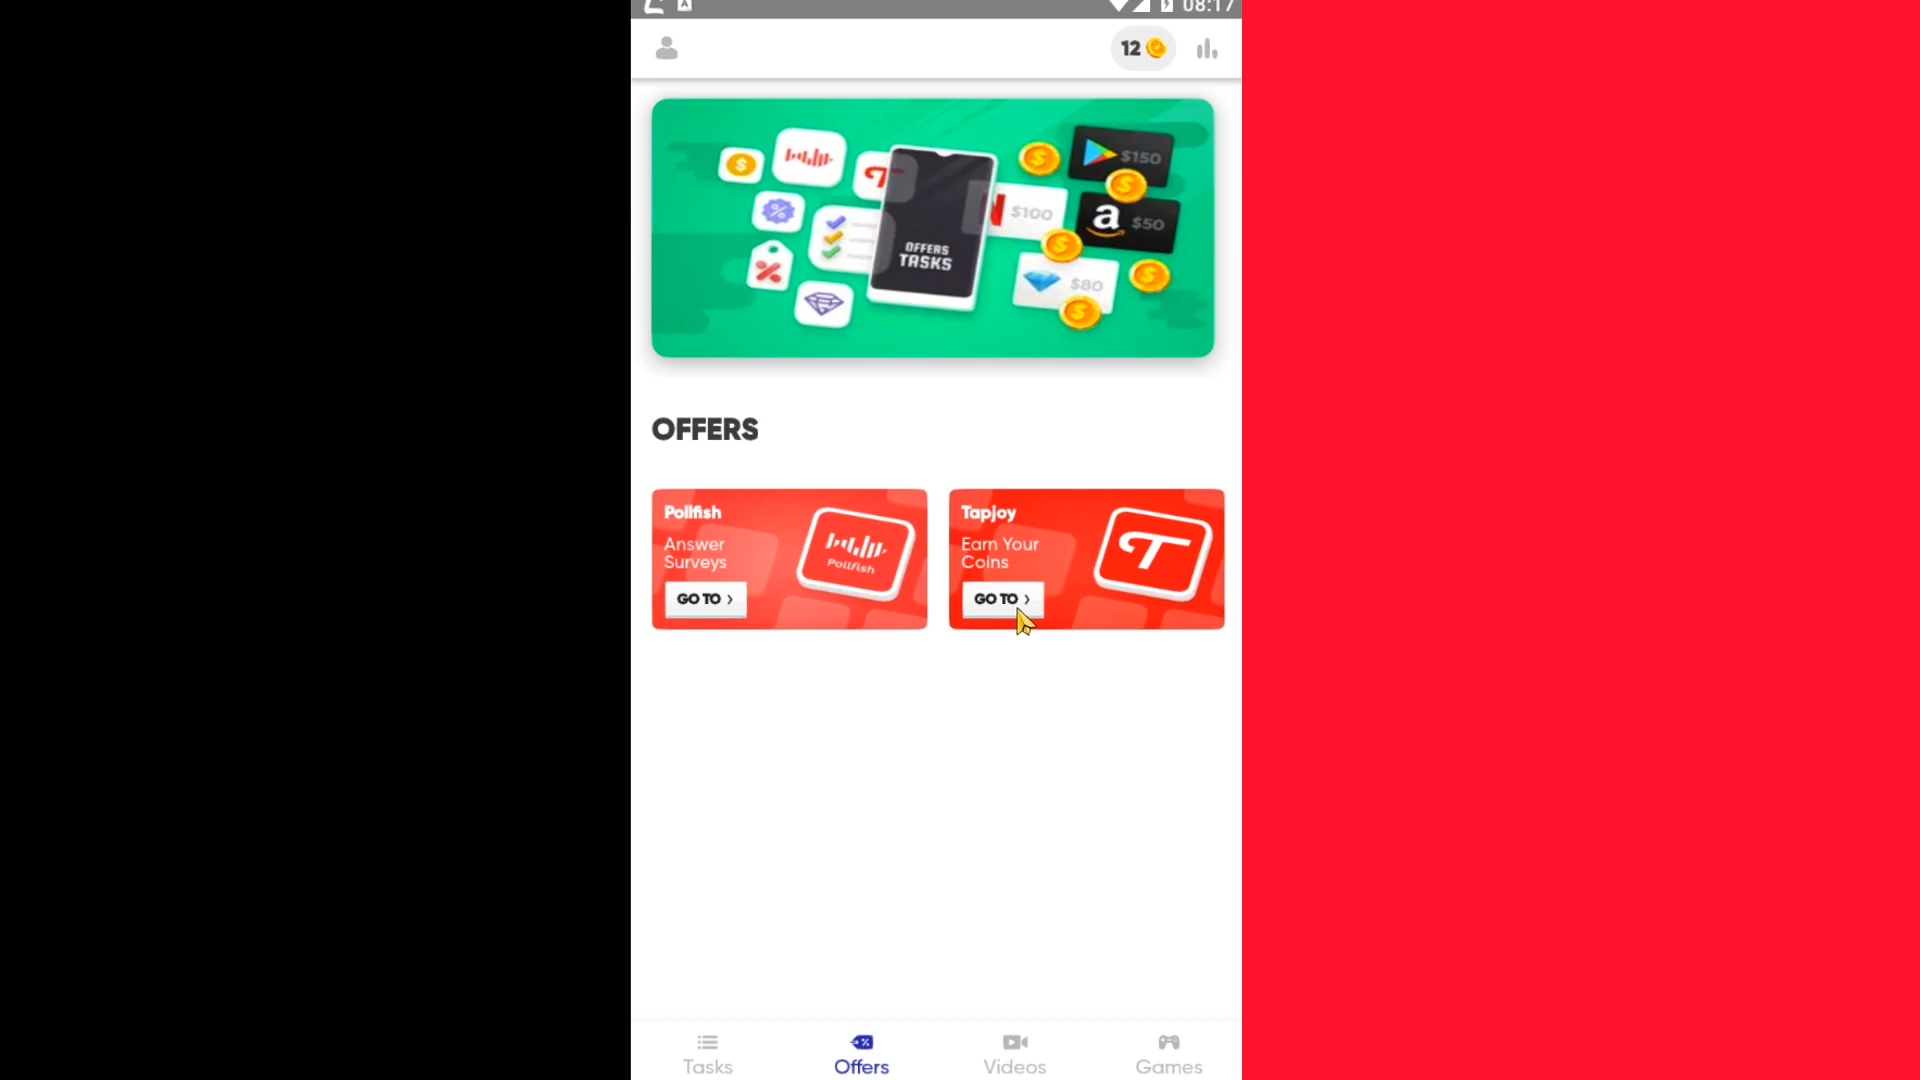 08:17
12
$150
$100
a $50
$80
OFFERS
TASKS
OFFERS
Pollfish
Answer
Surveys
GO TO ›
Pollfish
Tapjoy
Earn Your
Coins
GO TO ›
T
Tasks
Offers
Videos
Games